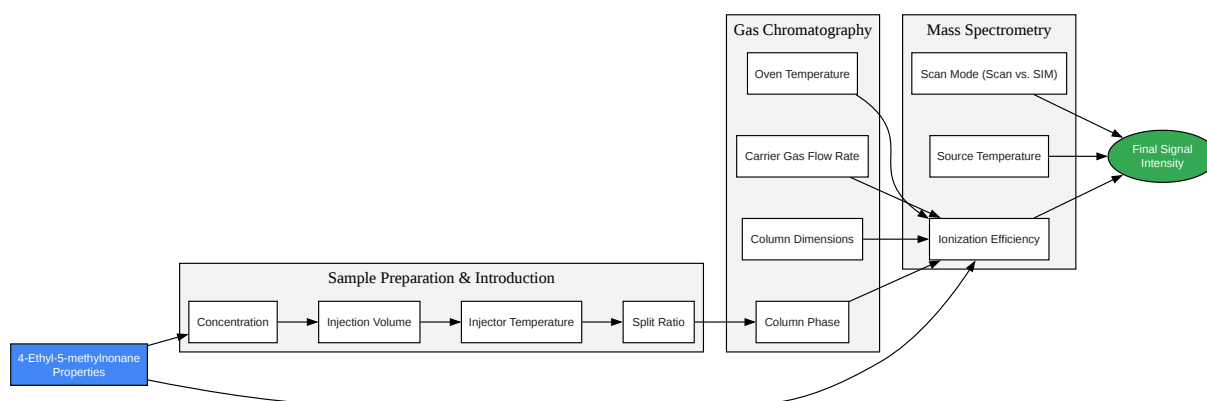 Gas Chromatography
Mass Spectrometry
Oven Temperature
Scan Mode (Scan vs. SIM)
Carrier Gas Flow Rate
Source Temperature
Final Signal
Intensity
Column Dimensions
Ionization Efficiency
Sample Preparation & Introduction
Concentration
Injection Volume
Injector Temperature
Split Ratio
Column Phase
4-Ethyl-5-methylnonane
Properties